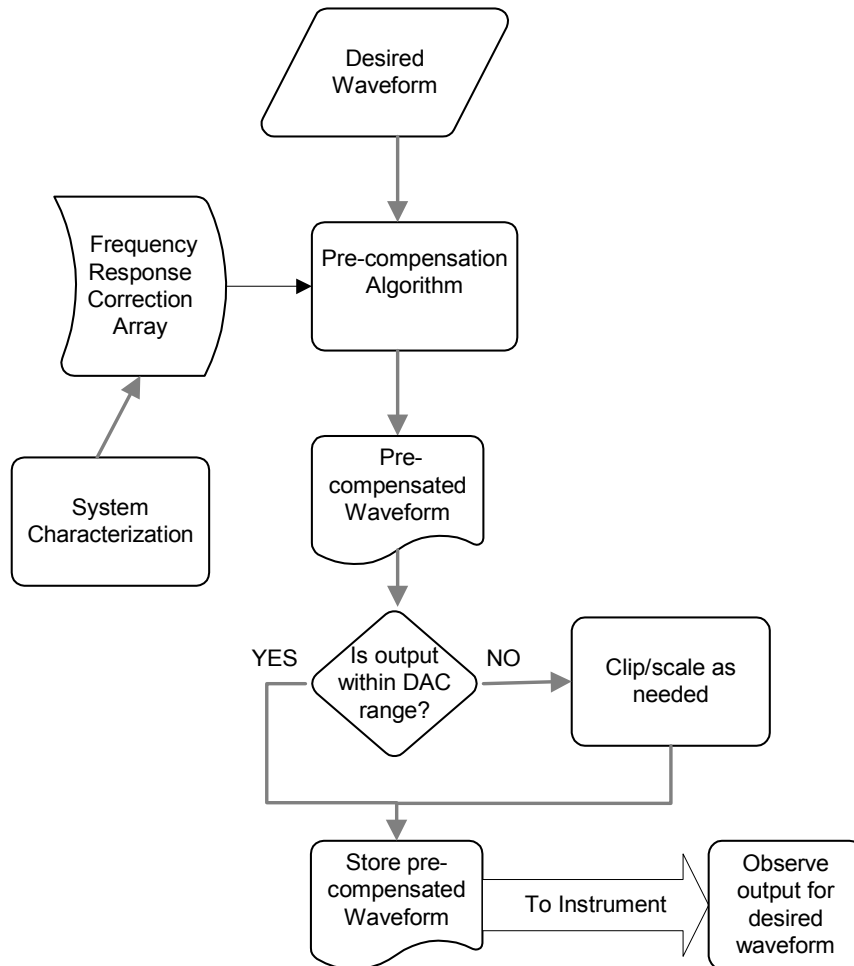 Desired
Waveform
Frequency
Response
Correction
Array
Pre-compensation
Algorithm
System
Characterization
Pre-
compensated
Waveform
YES
Is output
within DAC
range?
NO
Clip/scale as
needed
Store pre-
compensated
Waveform
To Instrument
Observe
output for
desired
waveform